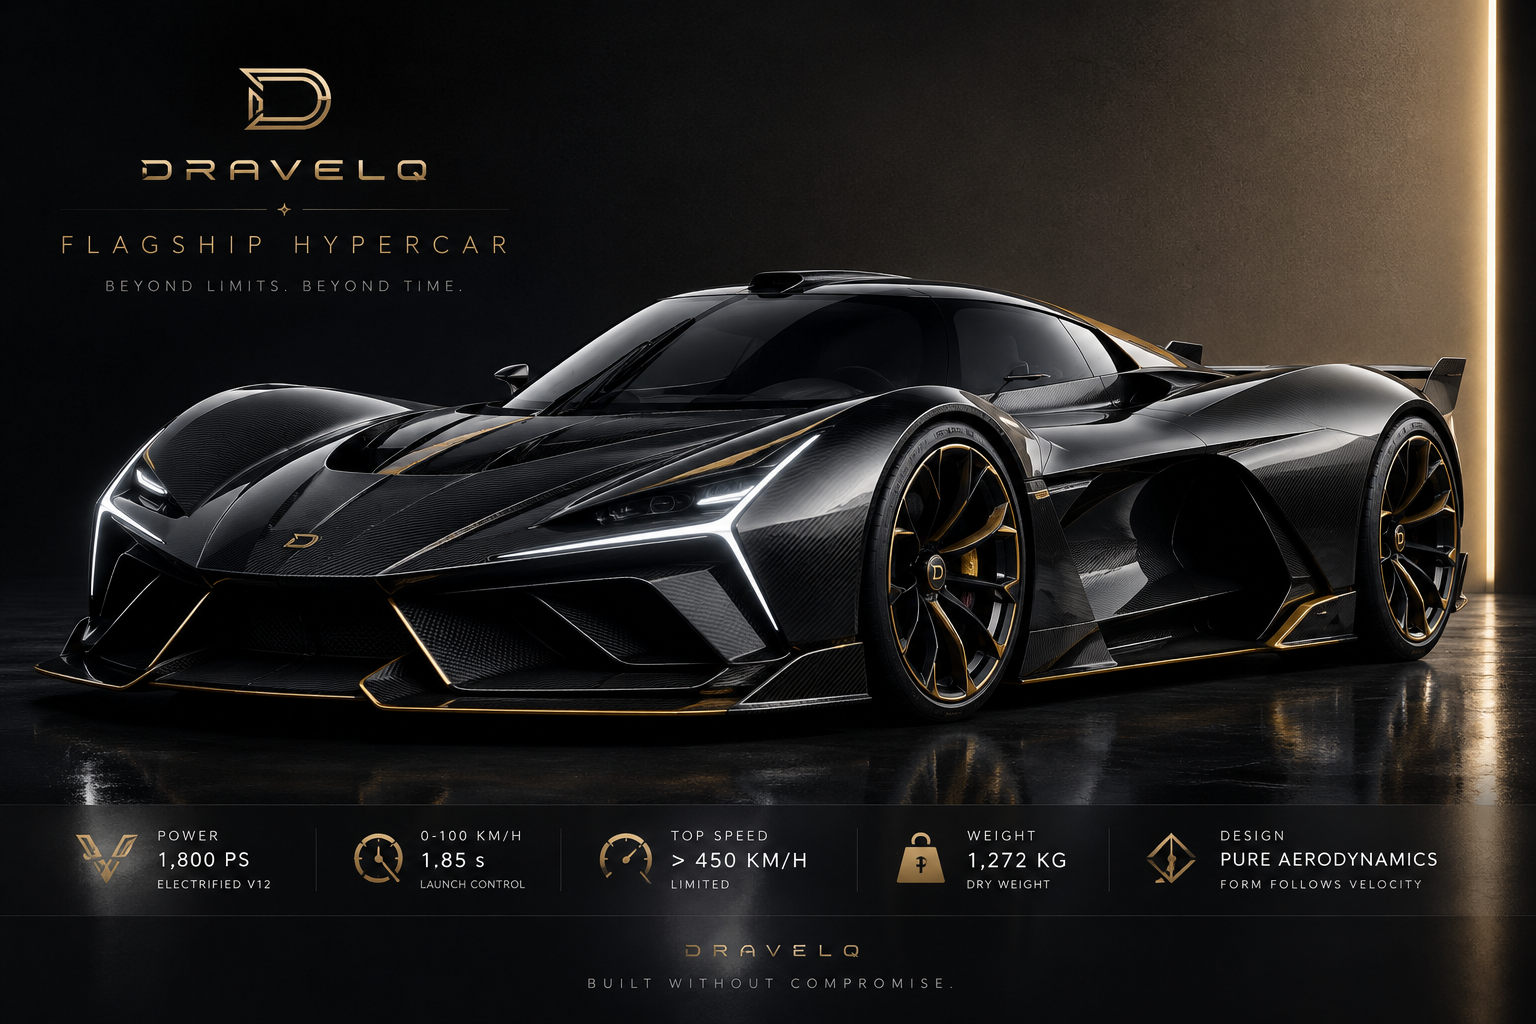 DRAVELQ
FLAGSHIP HYPERCAR
BEYOND LIMITS. BEYOND TIME.
POWER
1,800 PS
ELECTRIFIED V12
0-100 KM/H
1,85 s
LAUNCH CONTROL
TOP SPEED
> 450 KM/H
LIMITED
WEIGHT
1,272 KG
DRY WEIGHT
DESIGN
PURE AERODYNAMICS
FORM FOLLOWS VELOCITY
DRAVELQ
BUILT WITHOUT COMPROMISE.